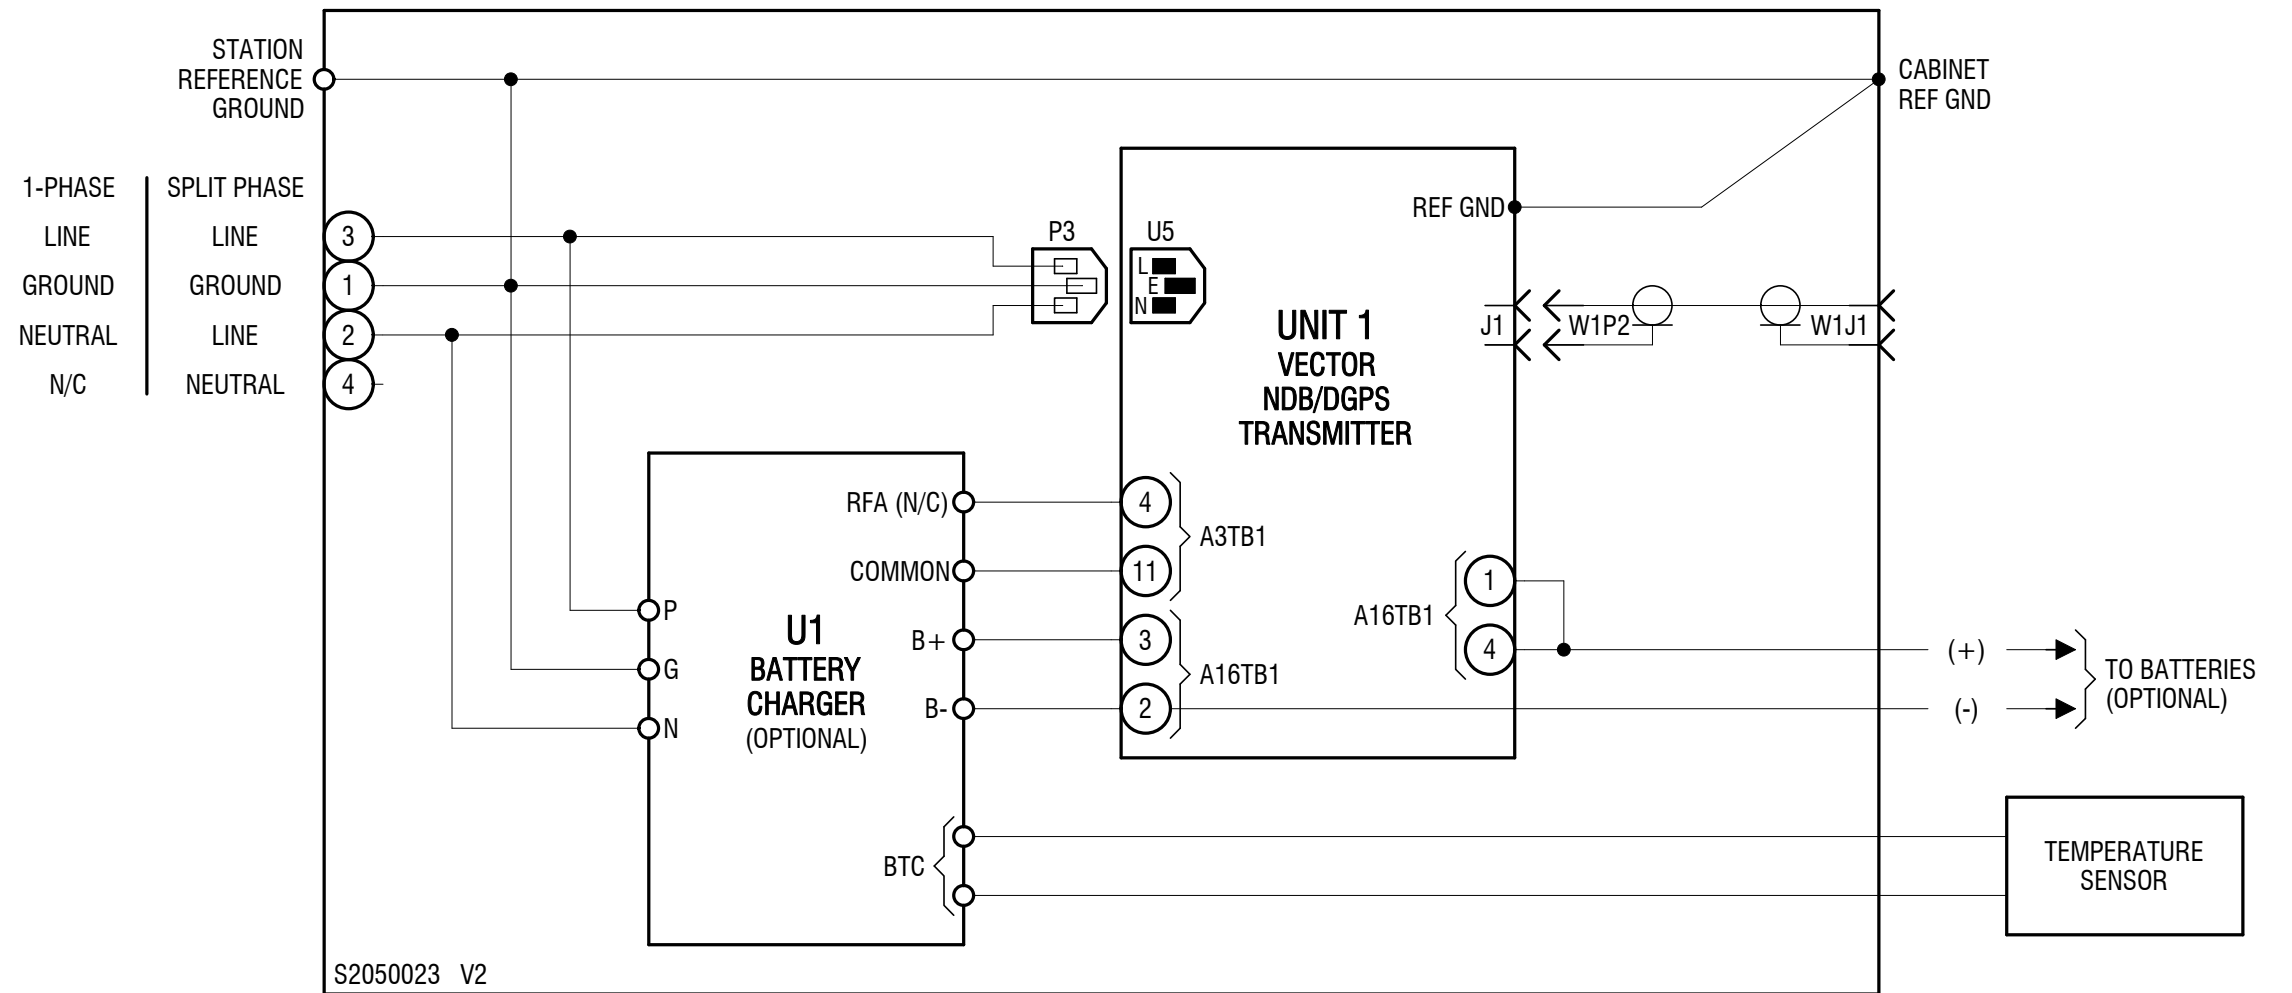 STATION
REFERENCE
GROUND
CABINET
REF GND
1-PHASE SPLIT PHASE
LINE LINE 3
GROUND GROUND 1
NEUTRAL LINE 2
N/C NEUTRAL 4
P3
U5
L
E
N
REF GND
UNIT 1
VECTOR
NDB/DGPS
TRANSMITTER
J1
W1P2
W1J1
RFA (N/C)
4
A3TB1
COMMON
11
B+
3
A16TB1
B-
2
P
G
N
U1
BATTERY
CHARGER
(OPTIONAL)
A16TB1
1
4
(+)
(-)
TO BATTERIES
(OPTIONAL)
BTC
TEMPERATURE
SENSOR
S2050023 V2